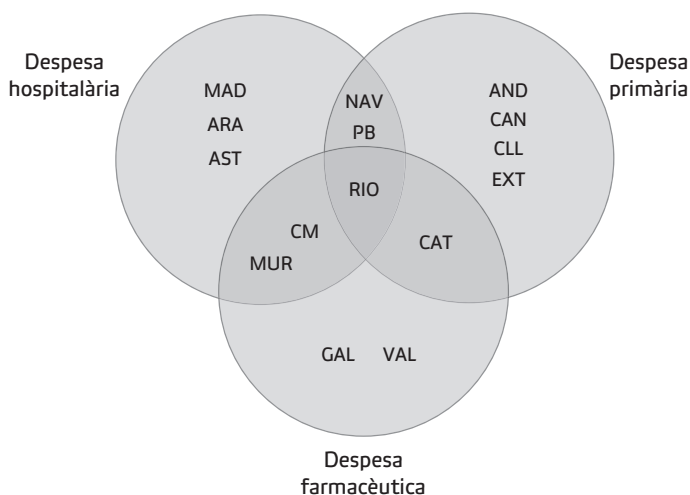 Despesa
hospitalària
Despesa
primària
MAD
ARA
AST
NAV
PB
AND
CAN
CLL
EXT
RIO
CM
MUR
CAT
GAL VAL
Despesa
farmacèutica